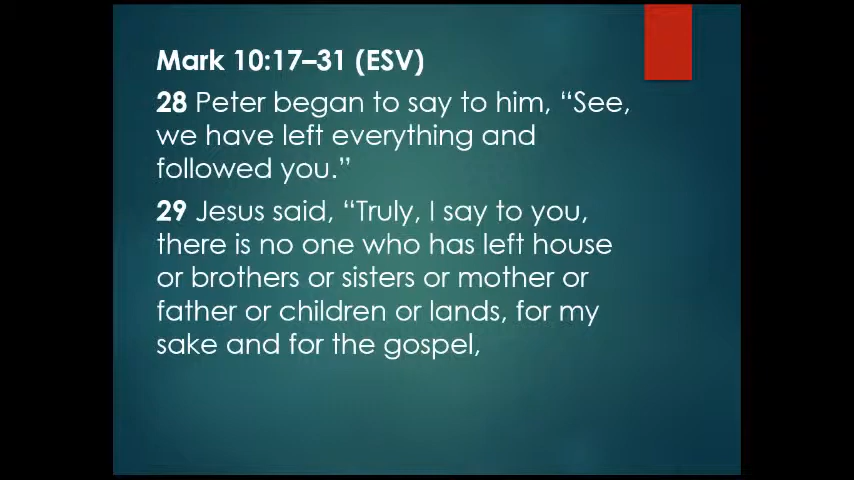 Mark 10:17–31 (ESV)
28 Peter began to say to him, “See,
we have left everything and
followed you.”
29 Jesus said, “Truly, I say to you,
there is no one who has left house
or brothers or sisters or mother or
father or children or lands, for my
sake and for the gospel,